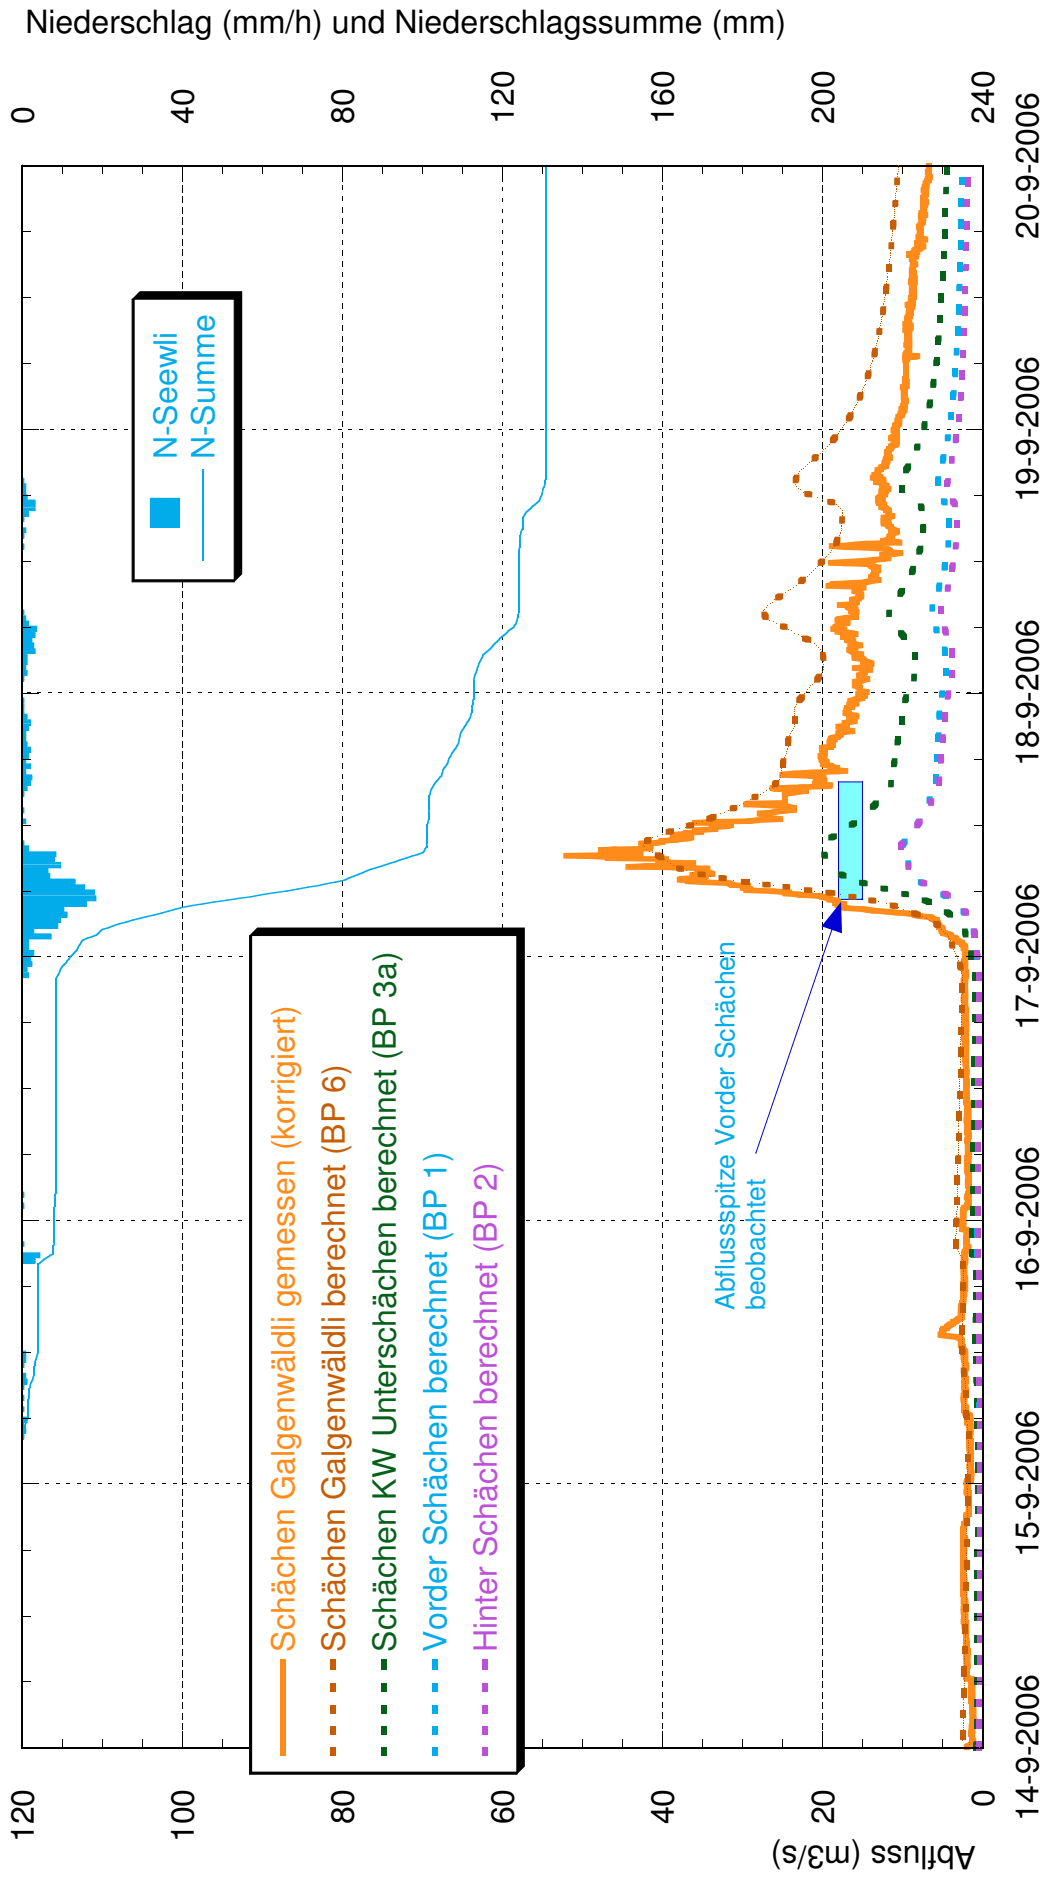 Niederschlag (mm/h) und Niederschlagssumme (mm)
0
40
80
120
160
200
240
N-Seewli
N-Summe
Schächen Galgenwäldli gemessen (korrigiert)
Schächen Galgenwäldli berechnet (BP 6)
Schächen KW Unterschächen berechnet (BP 3a)
Vorder Schächen berechnet (BP 1)
Hinter Schächen berechnet (BP 2)
Abflussspitze Vorder Schächen
beobachtet
120
100
80
60
40
20
0
Abfluss (m3/s)
14-9-2006
15-9-2006
16-9-2006
17-9-2006
18-9-2006
19-9-2006
20-9-2006